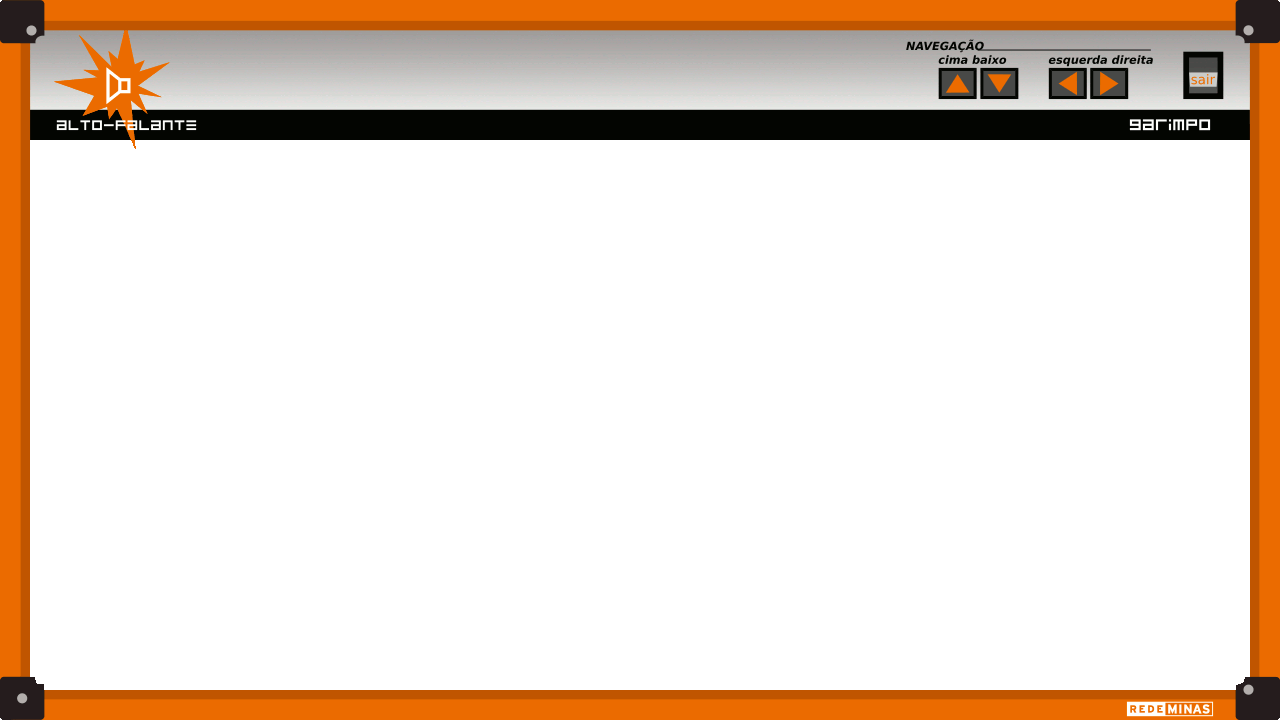 NAVEGAÇÃO
cima baixo esquerda direita
sair
ALTO-FALANTE garimpo
REDE MINAS